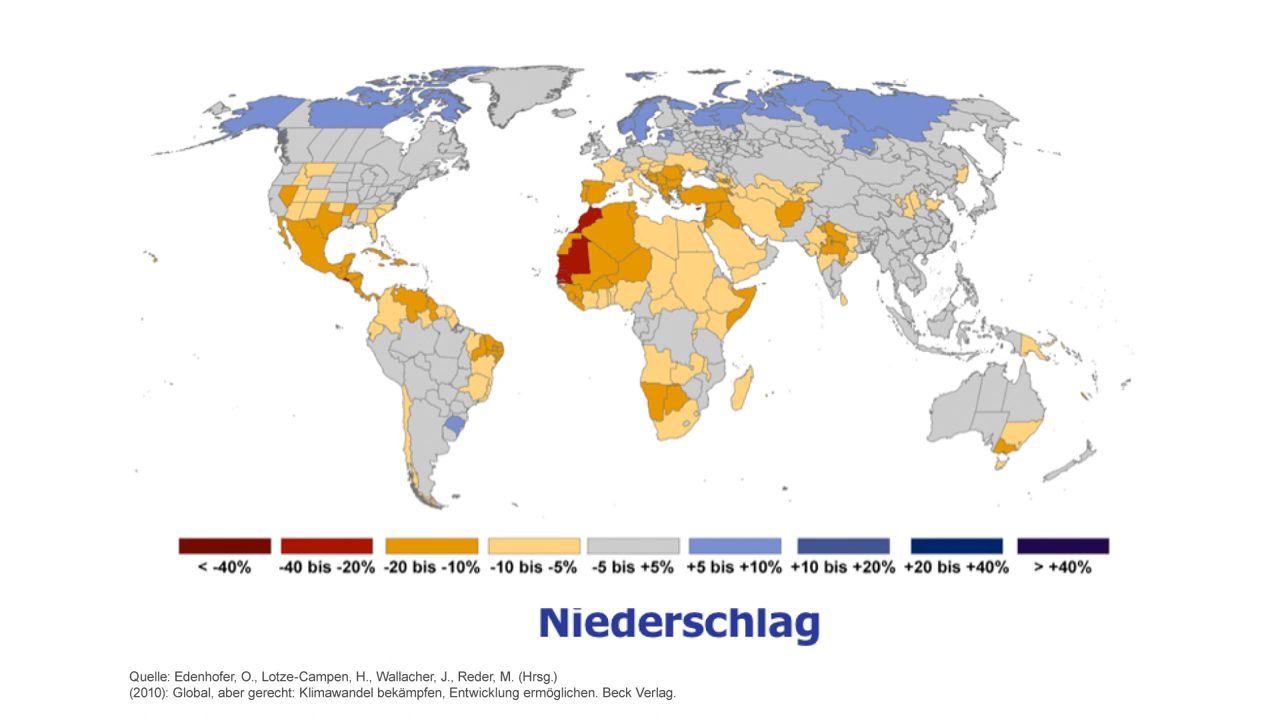 < -40% -40 bis -20% -20 bis -10% -10 bis -5% -5 bis +5% +5 bis +10% +10 bis +20% +20 bis +40% > +40%
Niederschlag
Quelle: Edenhofer, O., Lotze-Campen, H., Wallacher, J., Reder, M. (Hrsg.)
(2010): Global, aber gerecht: Klimawandel bekämpfen, Entwicklung ermöglichen. Beck Verlag.